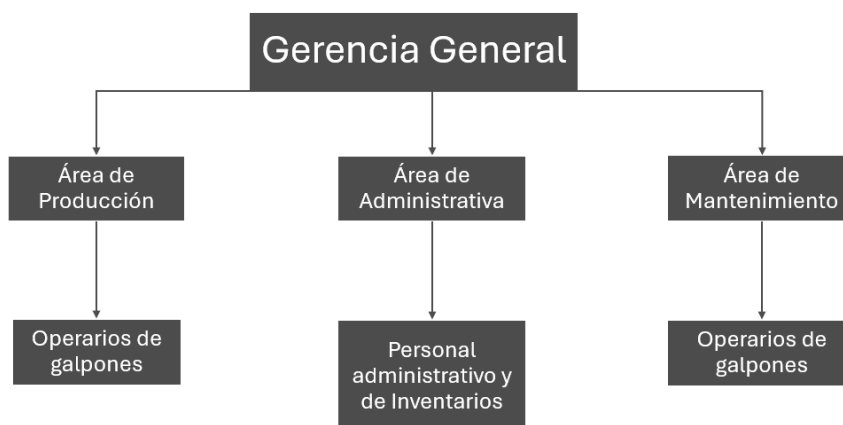 Gerencia General
Área de
Producción
Área de
Administrativa
Área de
Mantenimiento
Operarios de
galpones
Personal
administrativo y
de Inventarios
Operarios de
galpones